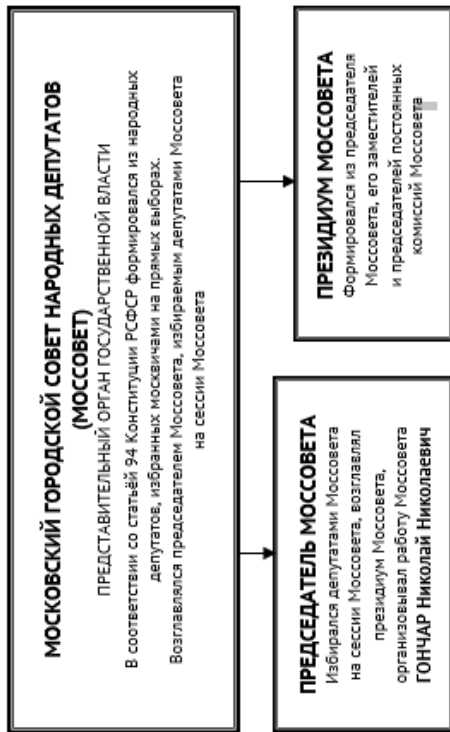 МОСКОВСКИЙ ГОРОДСКОЙ СОВЕТ НАРОДНЫХ ДЕПУТАТОВ
(МОССОВЕТ)
ПРЕДСТАВИТЕЛЬНЫЙ ОРГАН ГОСУДАРСТВЕННОЙ ВЛАСТИ
В соответствии со статьёй 94 Конституции РСФСР формировался из народных
депутатов, избранных москвичами на прямых выборах.
Возглавлялся председателем Моссовета, избираемым депутатами Моссовета
на сессии Моссовета
ПРЕДСЕДАТЕЛЬ МОССОВЕТА
Избирался депутатами Моссовета
на сессии Моссовета, возглавлял
президиум Моссовета,
организовывал работу Моссовета
ГОНЧАР Николай Николаевич
ПРЕЗИДИУМ МОССОВЕТА
Формировался из председателя
Моссовета, его заместителей
и председателей постоянных
комиссий Моссовета